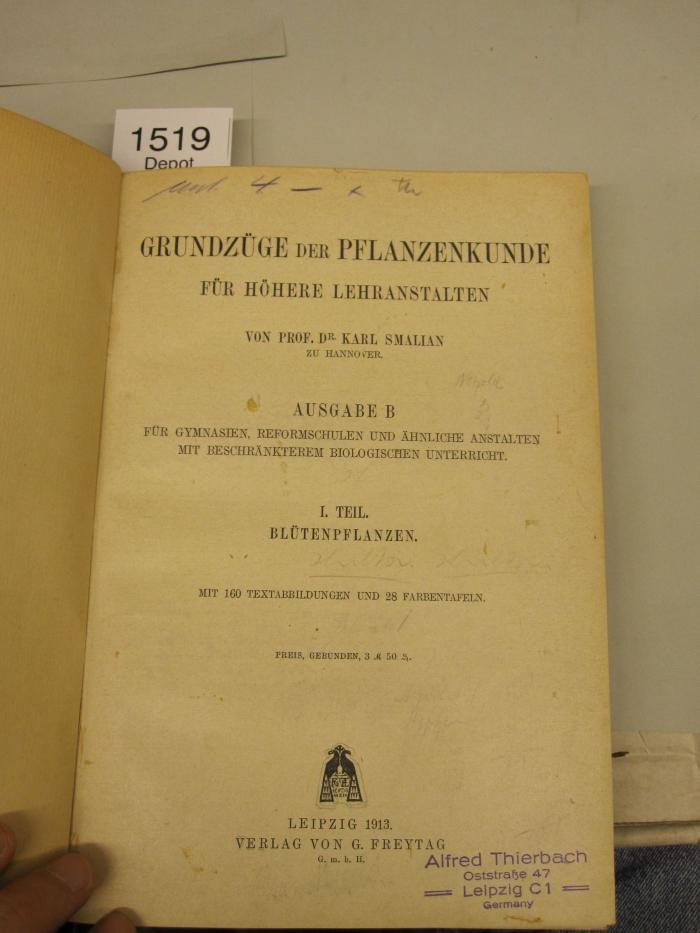 1519
Depot
4 —
GRUNDZÜGE DER PFLANZENKUNDE
FÜR HÖHERE LEHRANSTALTEN
VON PROF. DR. KARL SMALIAN
ZU HANNOVER.
AUSGABE B
FÜR GYMNASIEN, REFORMSCHULEN UND ÄHNLICHE ANSTALTEN
MIT BESCHRÄNKTEREM BIOLOGISCHEN UNTERRICHT.
I. TEIL.
BLÜTENPFLANZEN.
MIT 160 TEXTABBILDUNGEN UND 28 FARBENTAFELN.
PREIS, GEBUNDEN, 3 ℳ 50 ₰.
LEIPZIG 1913.
VERLAG VON G. FREYTAG
G. m. b. H.
Alfred Thierbach
Oststraße 47
Leipzig C1
Germany